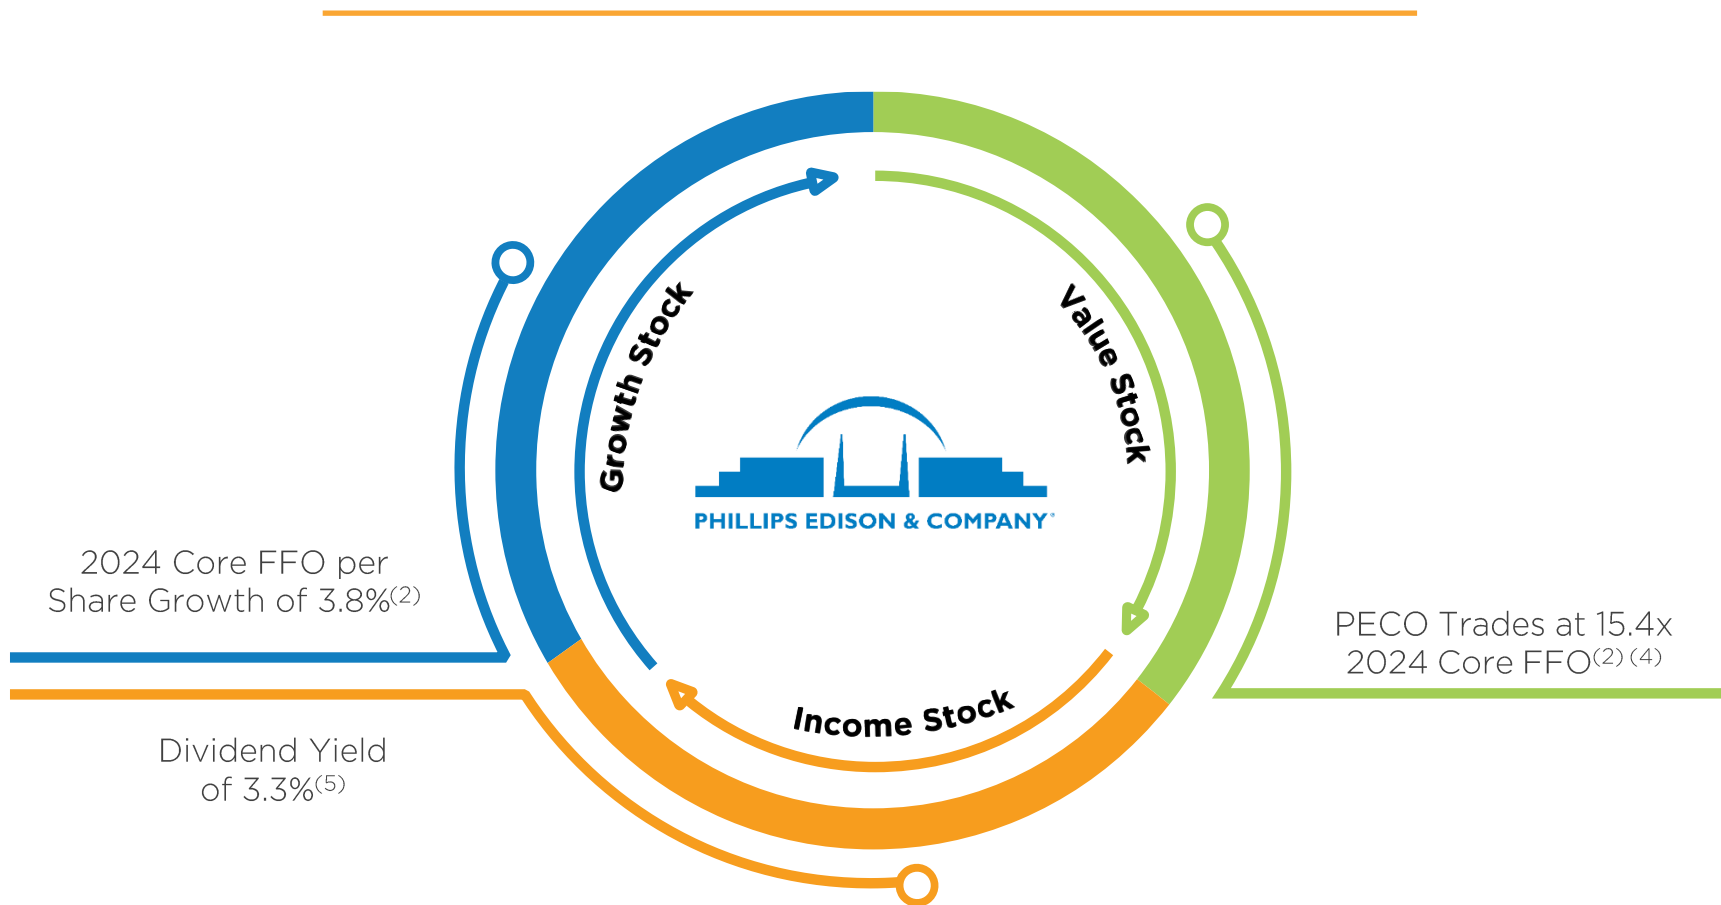 Growth Stock
Value Stock
PHILLIPS EDISON & COMPANY®
2024 Core FFO per
Share Growth of 3.8%(2)
PECO Trades at 15.4x
2024 Core FFO(2) (4)
Income Stock
Dividend Yield
of 3.3%(5)